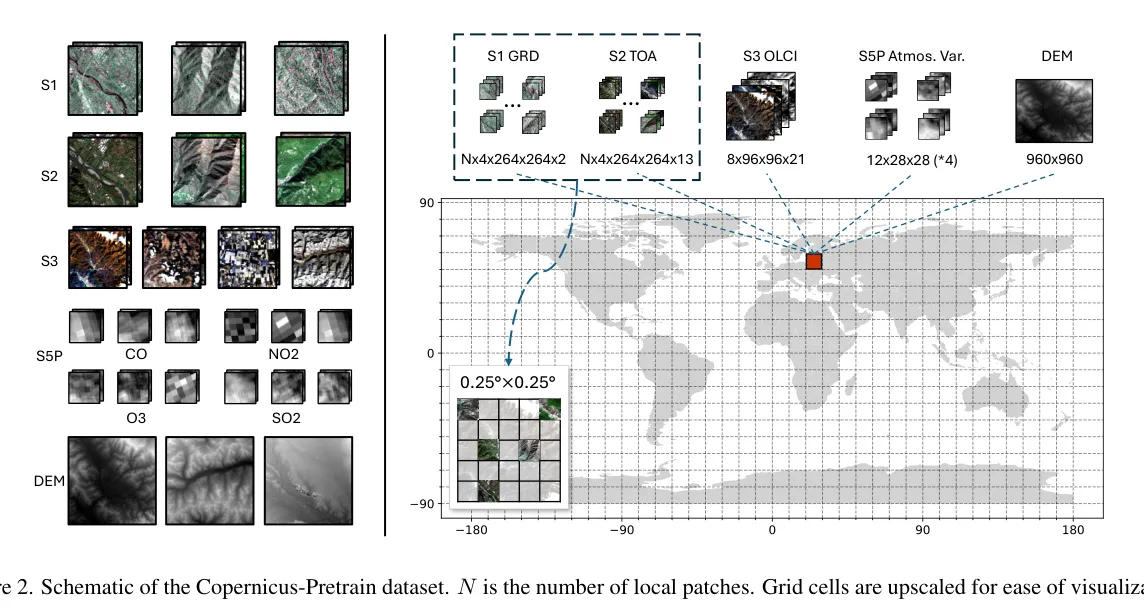 S1
S2
S3
S5P
CO
NO2
O3
SO2
DEM
S1 GRD
S2 TOA
S3 OLCI
S5P Atmos. Var.
DEM
...
...
Nx4x264x264x2
Nx4x264x264x13
8x96x96x21
12x28x28 (*4)
960x960
90
0
−90
0.25°×0.25°
−180
−90
0
90
180
re 2. Schematic of the Copernicus-Pretrain dataset. N is the number of local patches. Grid cells are upscaled for ease of visualiza